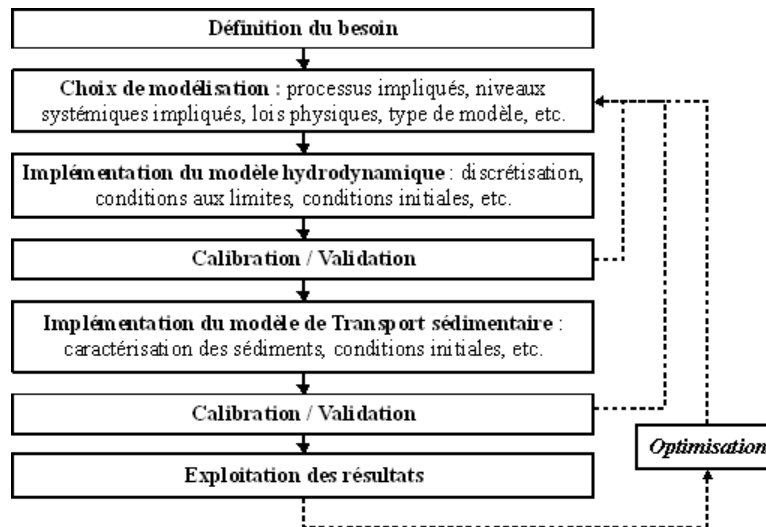 Définition du besoin
Choix de modélisation : processus impliqués, niveaux
systémiques impliqués, lois physiques, type de modèle, etc.
Implémentation du modèle hydrodynamique : discrétisation,
conditions aux limites, conditions initiales, etc.
Calibration / Validation
Implémentation du modèle de Transport sédimentaire :
caractérisation des sédiments, conditions initiales, etc.
Calibration / Validation
Optimisation
Exploitation des résultats